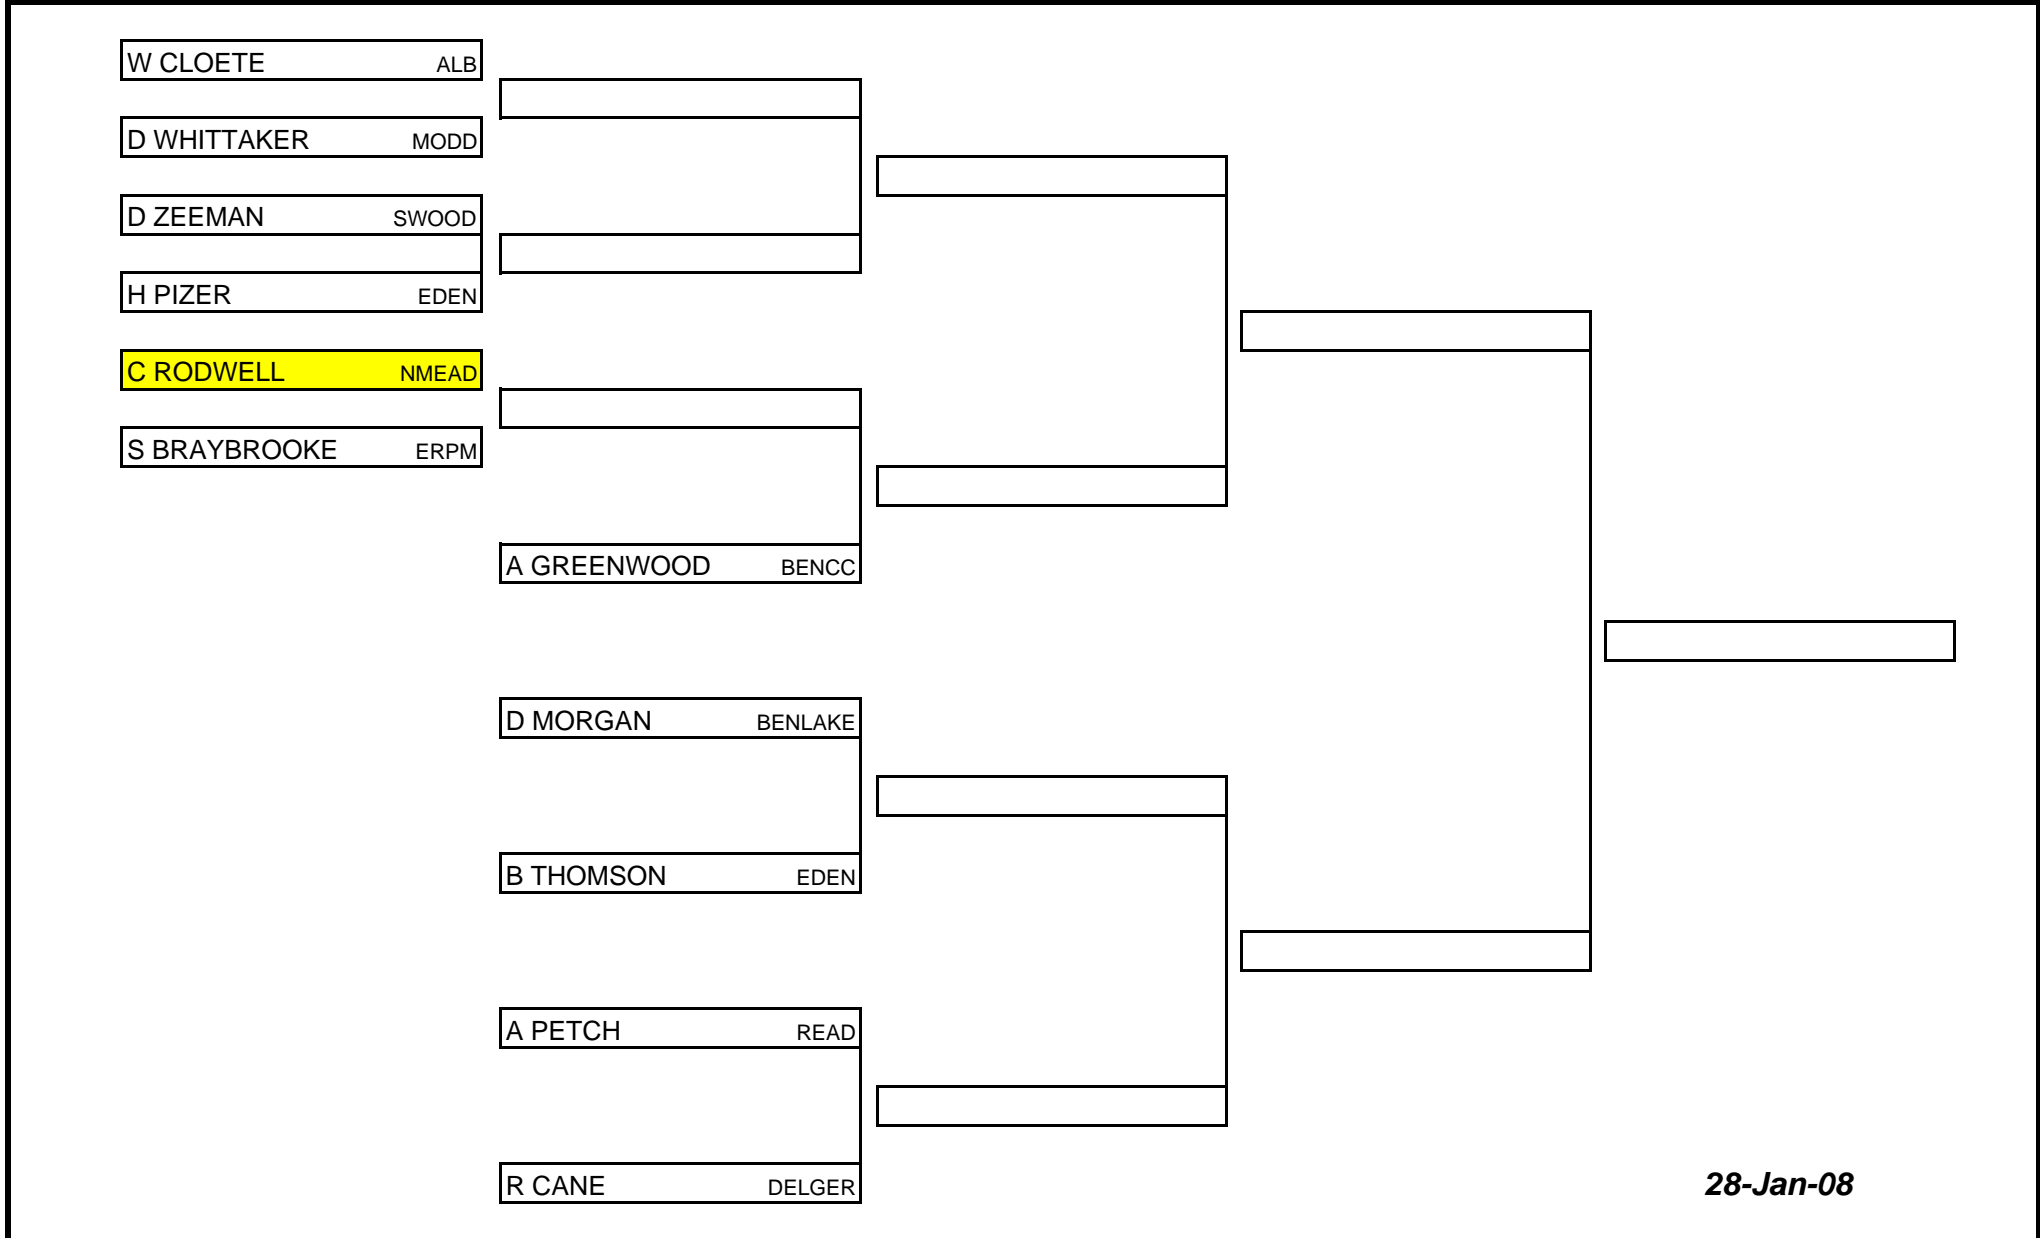 W CLOETE ALB
D WHITTAKER MODD
D ZEEMAN SWOOD
H PIZER EDEN
C RODWELL NMEAD
S BRAYBROOKE ERPM
A GREENWOOD BENCC
D MORGAN BENLAKE
B THOMSON EDEN
A PETCH READ
R CANE DELGER
28-Jan-08